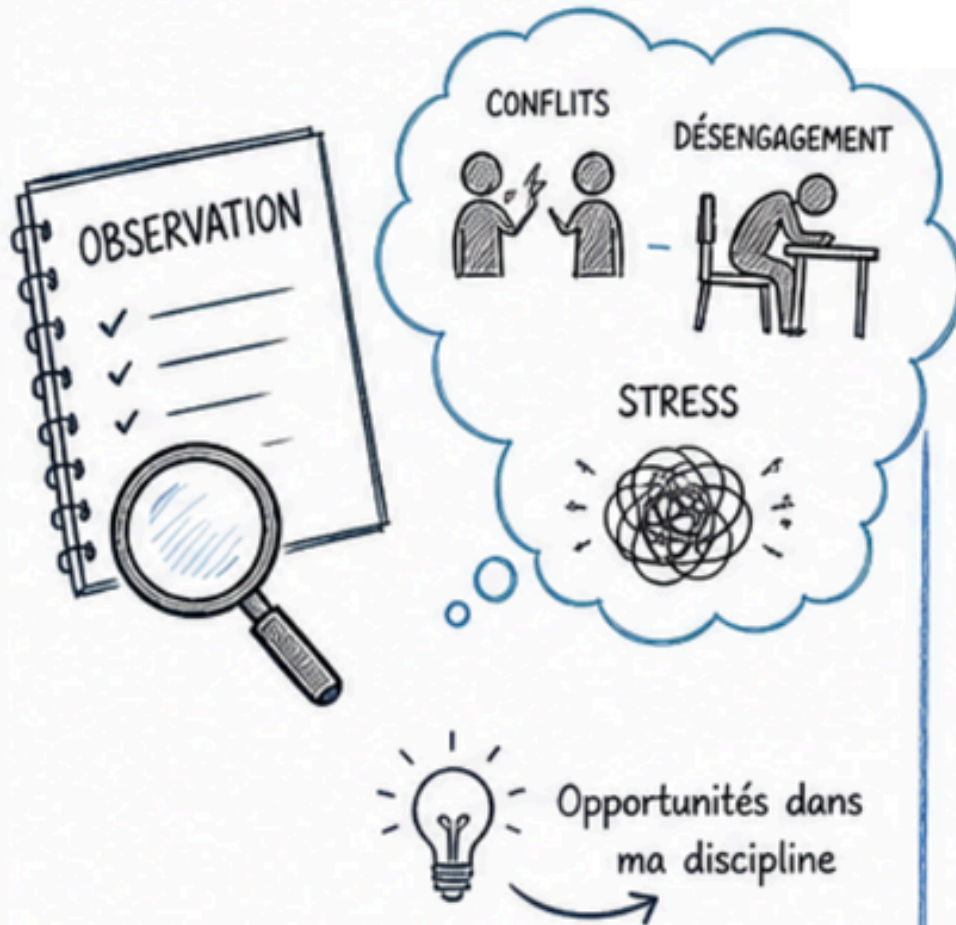 OBSERVATION
CONFLITS
DÉSENGAGEMENT
STRESS
Opportunités dans
ma discipline